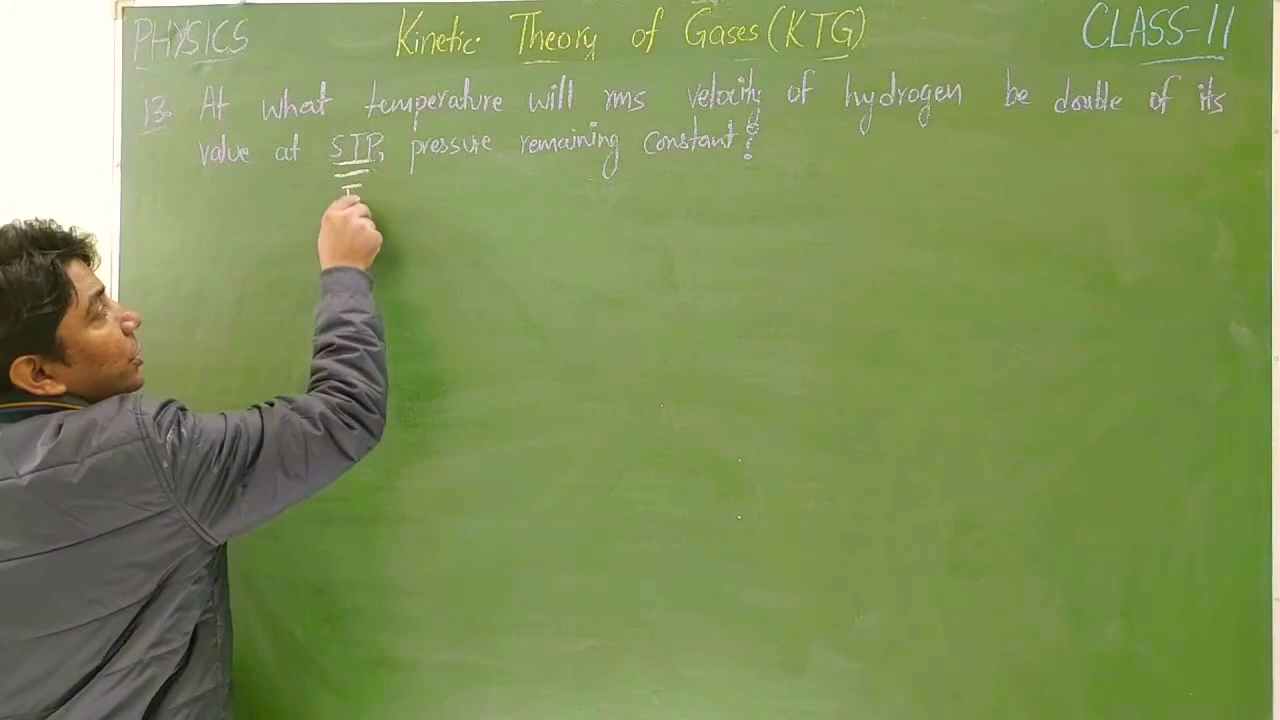 PHYSICS Kinetic Theory of Gases (KTG) CLASS-11
13. At what temperature will rms velocity of hydrogen be double of its
value at STP, pressure remaining constant?